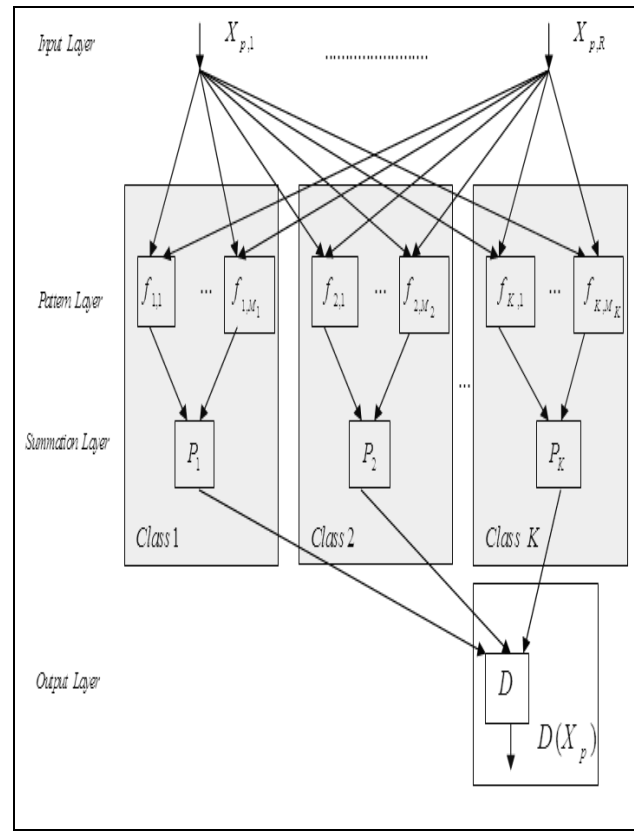 Input Layer X_{p,1} ...................... X_{p,R}
Pattern Layer f_{1,1} ... f_{1,M_1} f_{2,1} ... f_{2,M_2} f_{K,1} ... f_{K,M_K}
...
Summation Layer P_1 P_2 P_K
Class 1 Class 2 Class K
Output Layer D
D(X_p)